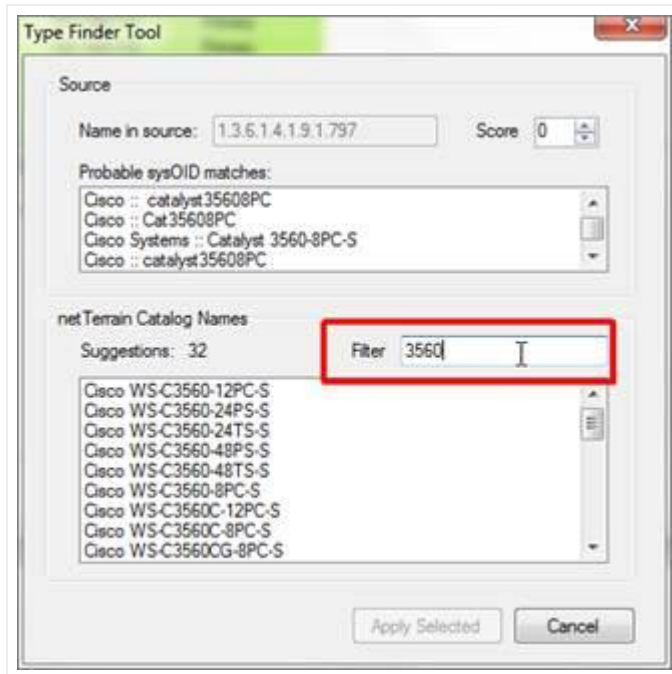 Type Finder Tool
Source
Name in source: 1.3.6.1.4.1.9.1.797 Score 0
Probable sysOID matches:
Cisco :: catalyst35608PC
Cisco :: Cat35608PC
Cisco Systems :: Catalyst 3560-8PC-S
Cisco :: catalyst35608PC
netTerrain Catalog Names
Suggestions: 32 Filter 3560
Cisco WS-C3560-12PC-S
Cisco WS-C3560-24PS-S
Cisco WS-C3560-24TS-S
Cisco WS-C3560-48PS-S
Cisco WS-C3560-48TS-S
Cisco WS-C3560-8PC-S
Cisco WS-C3560C-12PC-S
Cisco WS-C3560C-8PC-S
Cisco WS-C3560CG-8PC-S
Apply Selected Cancel